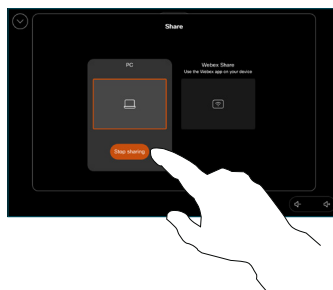 Share
PC
Webex Share
Use the Webex app on your device
Stop sharing